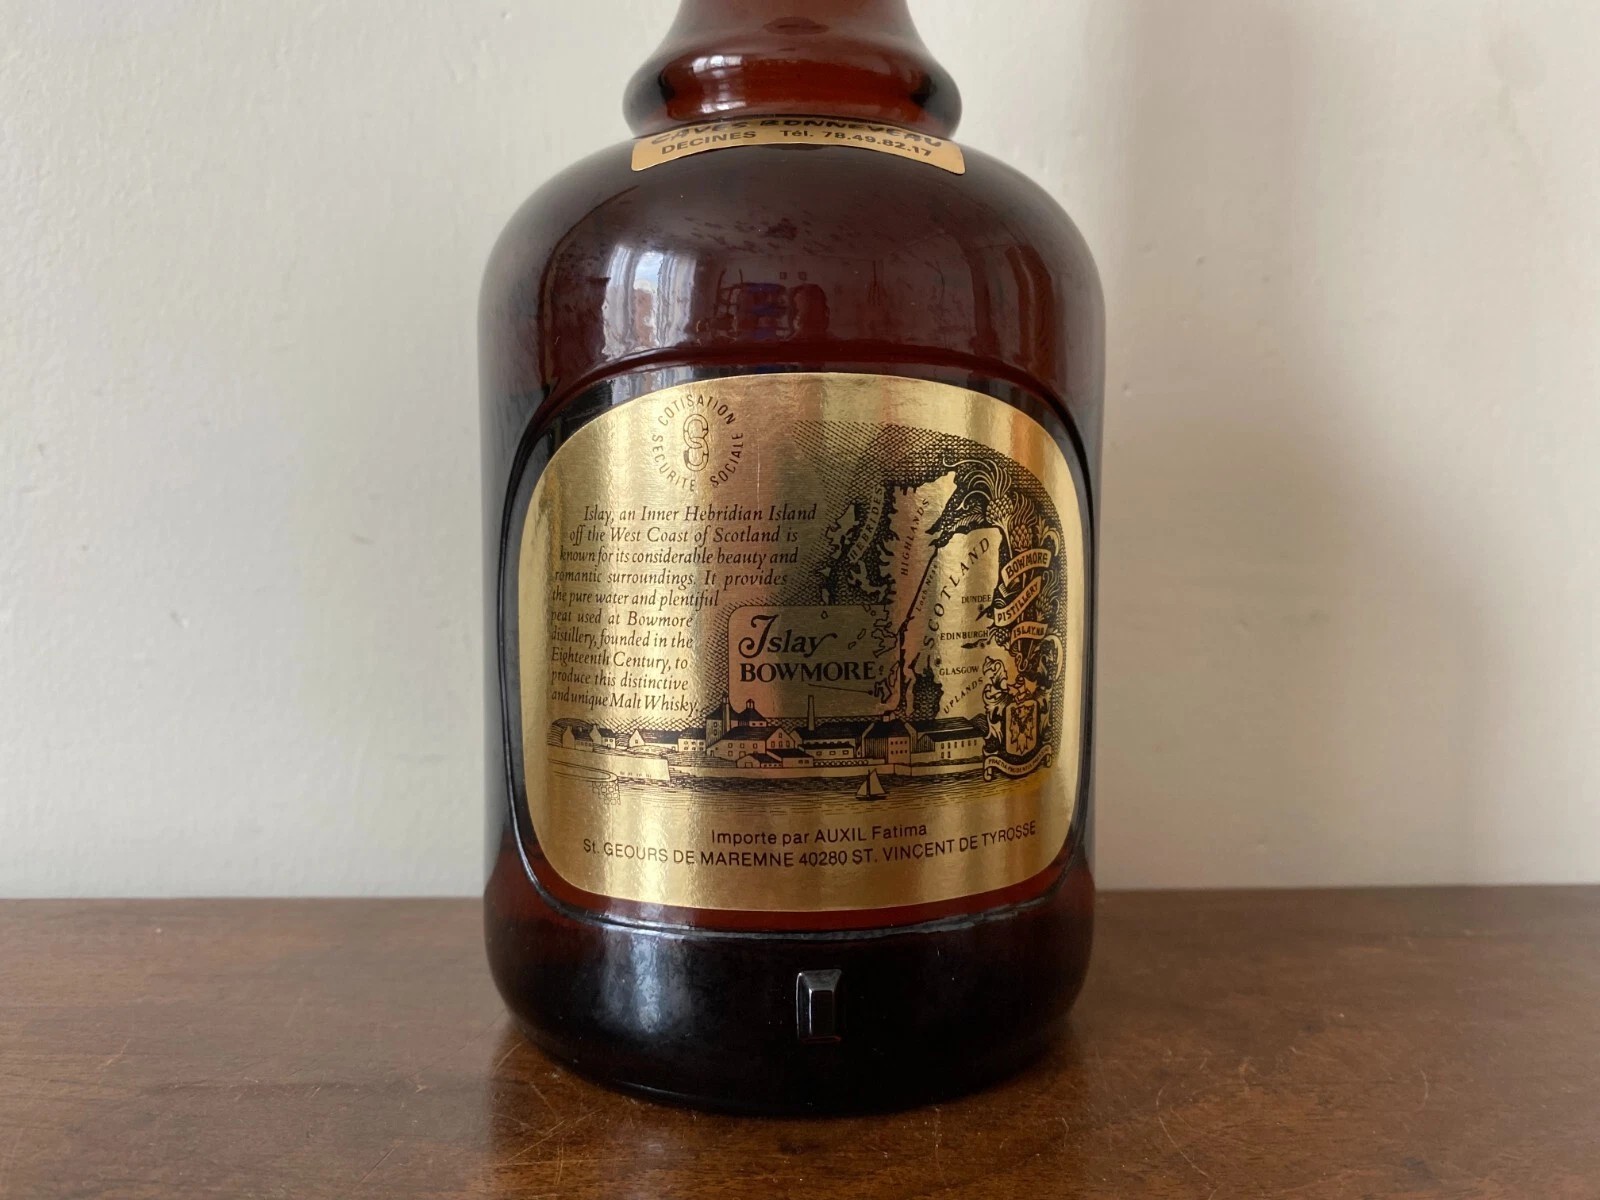 CAVES BONNEVEAU
DECINES Tél. 78.49.82.17
COTISATION
SECURITE SOCIALE
Islay, an Inner Hebridian Island
off the West Coast of Scotland is
known for its considerable beauty and
romantic surroundings. It provides
the pure water and plentiful
peat used at Bowmore
distillery, founded in the
Eighteenth Century, to
produce this distinctive
and unique Malt Whisky.
HEBRIDES
HIGHLANDS
SCOTLAND
DUNDEE
EDINBURGH
GLASGOW
UPLANDS
Islay
BOWMORE
BOWMORE
DISTILLERY
Importe par AUXIL Fatima
St. GEOURS DE MAREMNE 40280 ST. VINCENT DE TYROSSE